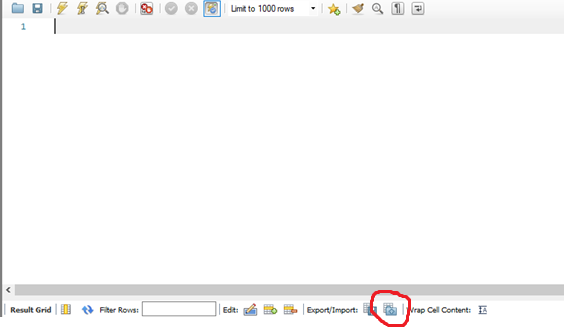 Limit to 1000 rows
1
Result Grid Filter Rows: Edit: Export/Import: Wrap Cell Content: